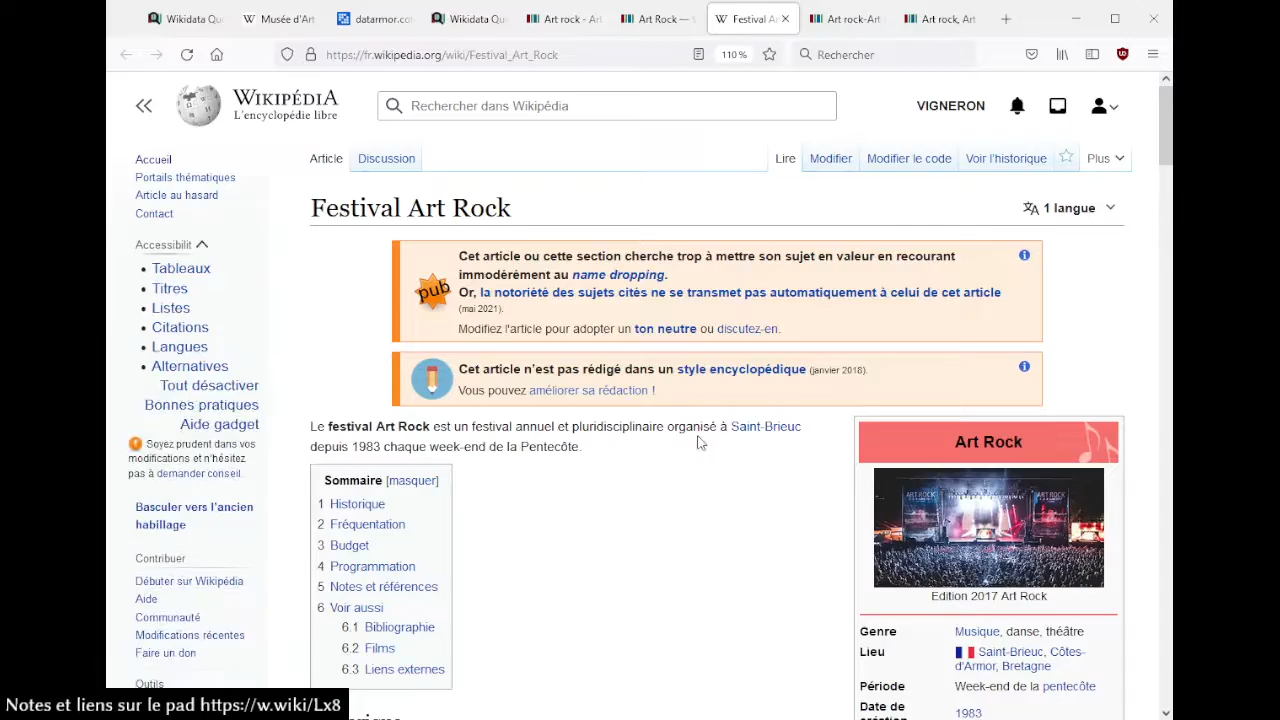 Wikidata Qu
Musée d'Art
datarmor.co
Wikidata Qu
Art rock - Art
Art Rock —
Festival Ar
Art rock-Art
Art rock, Art
https://fr.wikipedia.org/wiki/Festival_Art_Rock
110 %
Rechercher
WIKIPÉDIA
L'encyclopédie libre
Rechercher dans Wikipédia
VIGNERON
Accueil
Portails thématiques
Article au hasard
Contact
Accessibilit
Tableaux
Titres
Listes
Citations
Langues
Alternatives
Tout désactiver
Bonnes pratiques
Aide gadget
Soyez prudent dans vos
modifications et n'hésitez
pas à demander conseil.
Basculer vers l'ancien
habillage
Contribuer
Débuter sur Wikipédia
Aide
Communauté
Modifications récentes
Faire un don
Outils
Article
Discussion
Lire
Modifier
Modifier le code
Voir l'historique
Plus
Festival Art Rock
1 langue
pub
Cet article ou cette section cherche trop à mettre son sujet en valeur en recourant
immodérément au name dropping.
Or, la notoriété des sujets cités ne se transmet pas automatiquement à celui de cet article
(mai 2021).
Modifiez l'article pour adopter un ton neutre ou discutez-en.
Cet article n'est pas rédigé dans un style encyclopédique (janvier 2018).
Vous pouvez améliorer sa rédaction !
Le festival Art Rock est un festival annuel et pluridisciplinaire organisé à Saint-Brieuc
depuis 1983 chaque week-end de la Pentecôte.
Sommaire [masquer]
1 Historique
2 Fréquentation
3 Budget
4 Programmation
5 Notes et références
6 Voir aussi
6.1 Bibliographie
6.2 Films
6.3 Liens externes
Art Rock
ART ROCK
ART ROCK
Edition 2017 Art Rock
Genre
Musique, danse, théâtre
Lieu
Saint-Brieuc, Côtes-
d'Armor, Bretagne
Période
Week-end de la pentecôte
Date de
1983
Notes et liens sur le pad https://w.wiki/Lx8